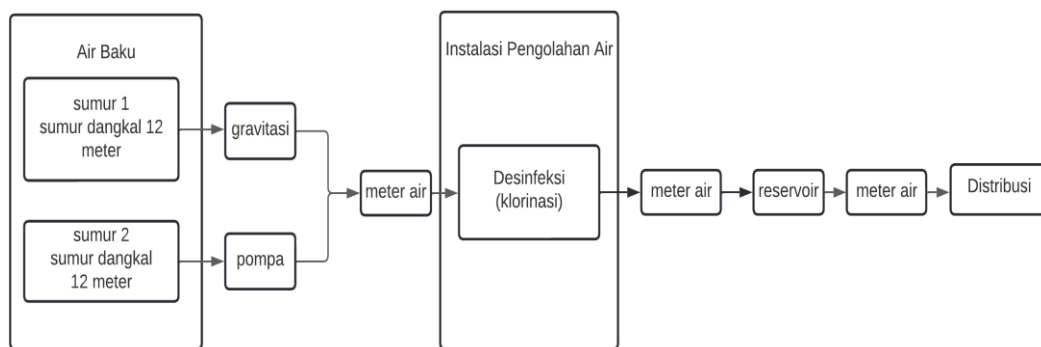 Air Baku
sumur 1
sumur dangkal 12
meter
gravitasi
sumur 2
sumur dangkal
12 meter
pompa
meter air
Instalasi Pengolahan Air
Desinfeksi
(klorinasi)
meter air
reservoir
meter air
Distribusi